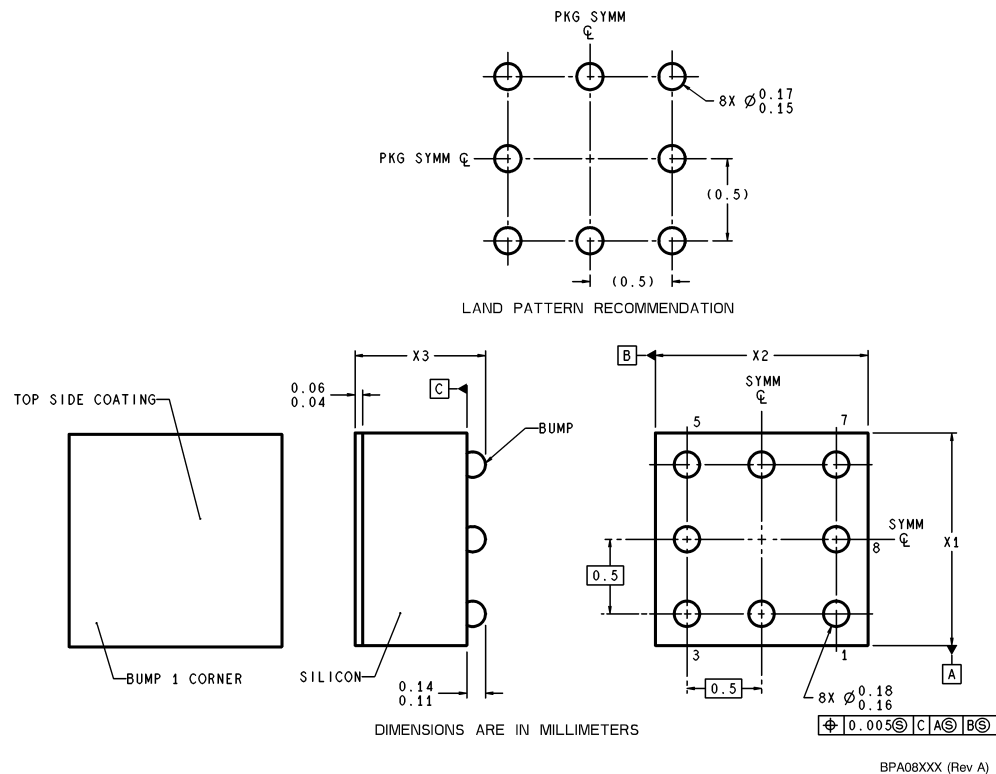 PKG SYMM
℄
8X Ø 0.17
0.15
PKG SYMM ℄
(0.5)
(0.5)
LAND PATTERN RECOMMENDATION
X3
B
X2
C
SYMM
℄
0.06
0.04
TOP SIDE COATING
BUMP
5
7
SYMM
℄
8
X1
0.5
3
1
BUMP 1 CORNER
SILICON
0.14
0.11
0.5
A
8X Ø 0.18
0.16
⌖ 0.005Ⓢ C AⓈ BⓈ
DIMENSIONS ARE IN MILLIMETERS
BPA08XXX (Rev A)